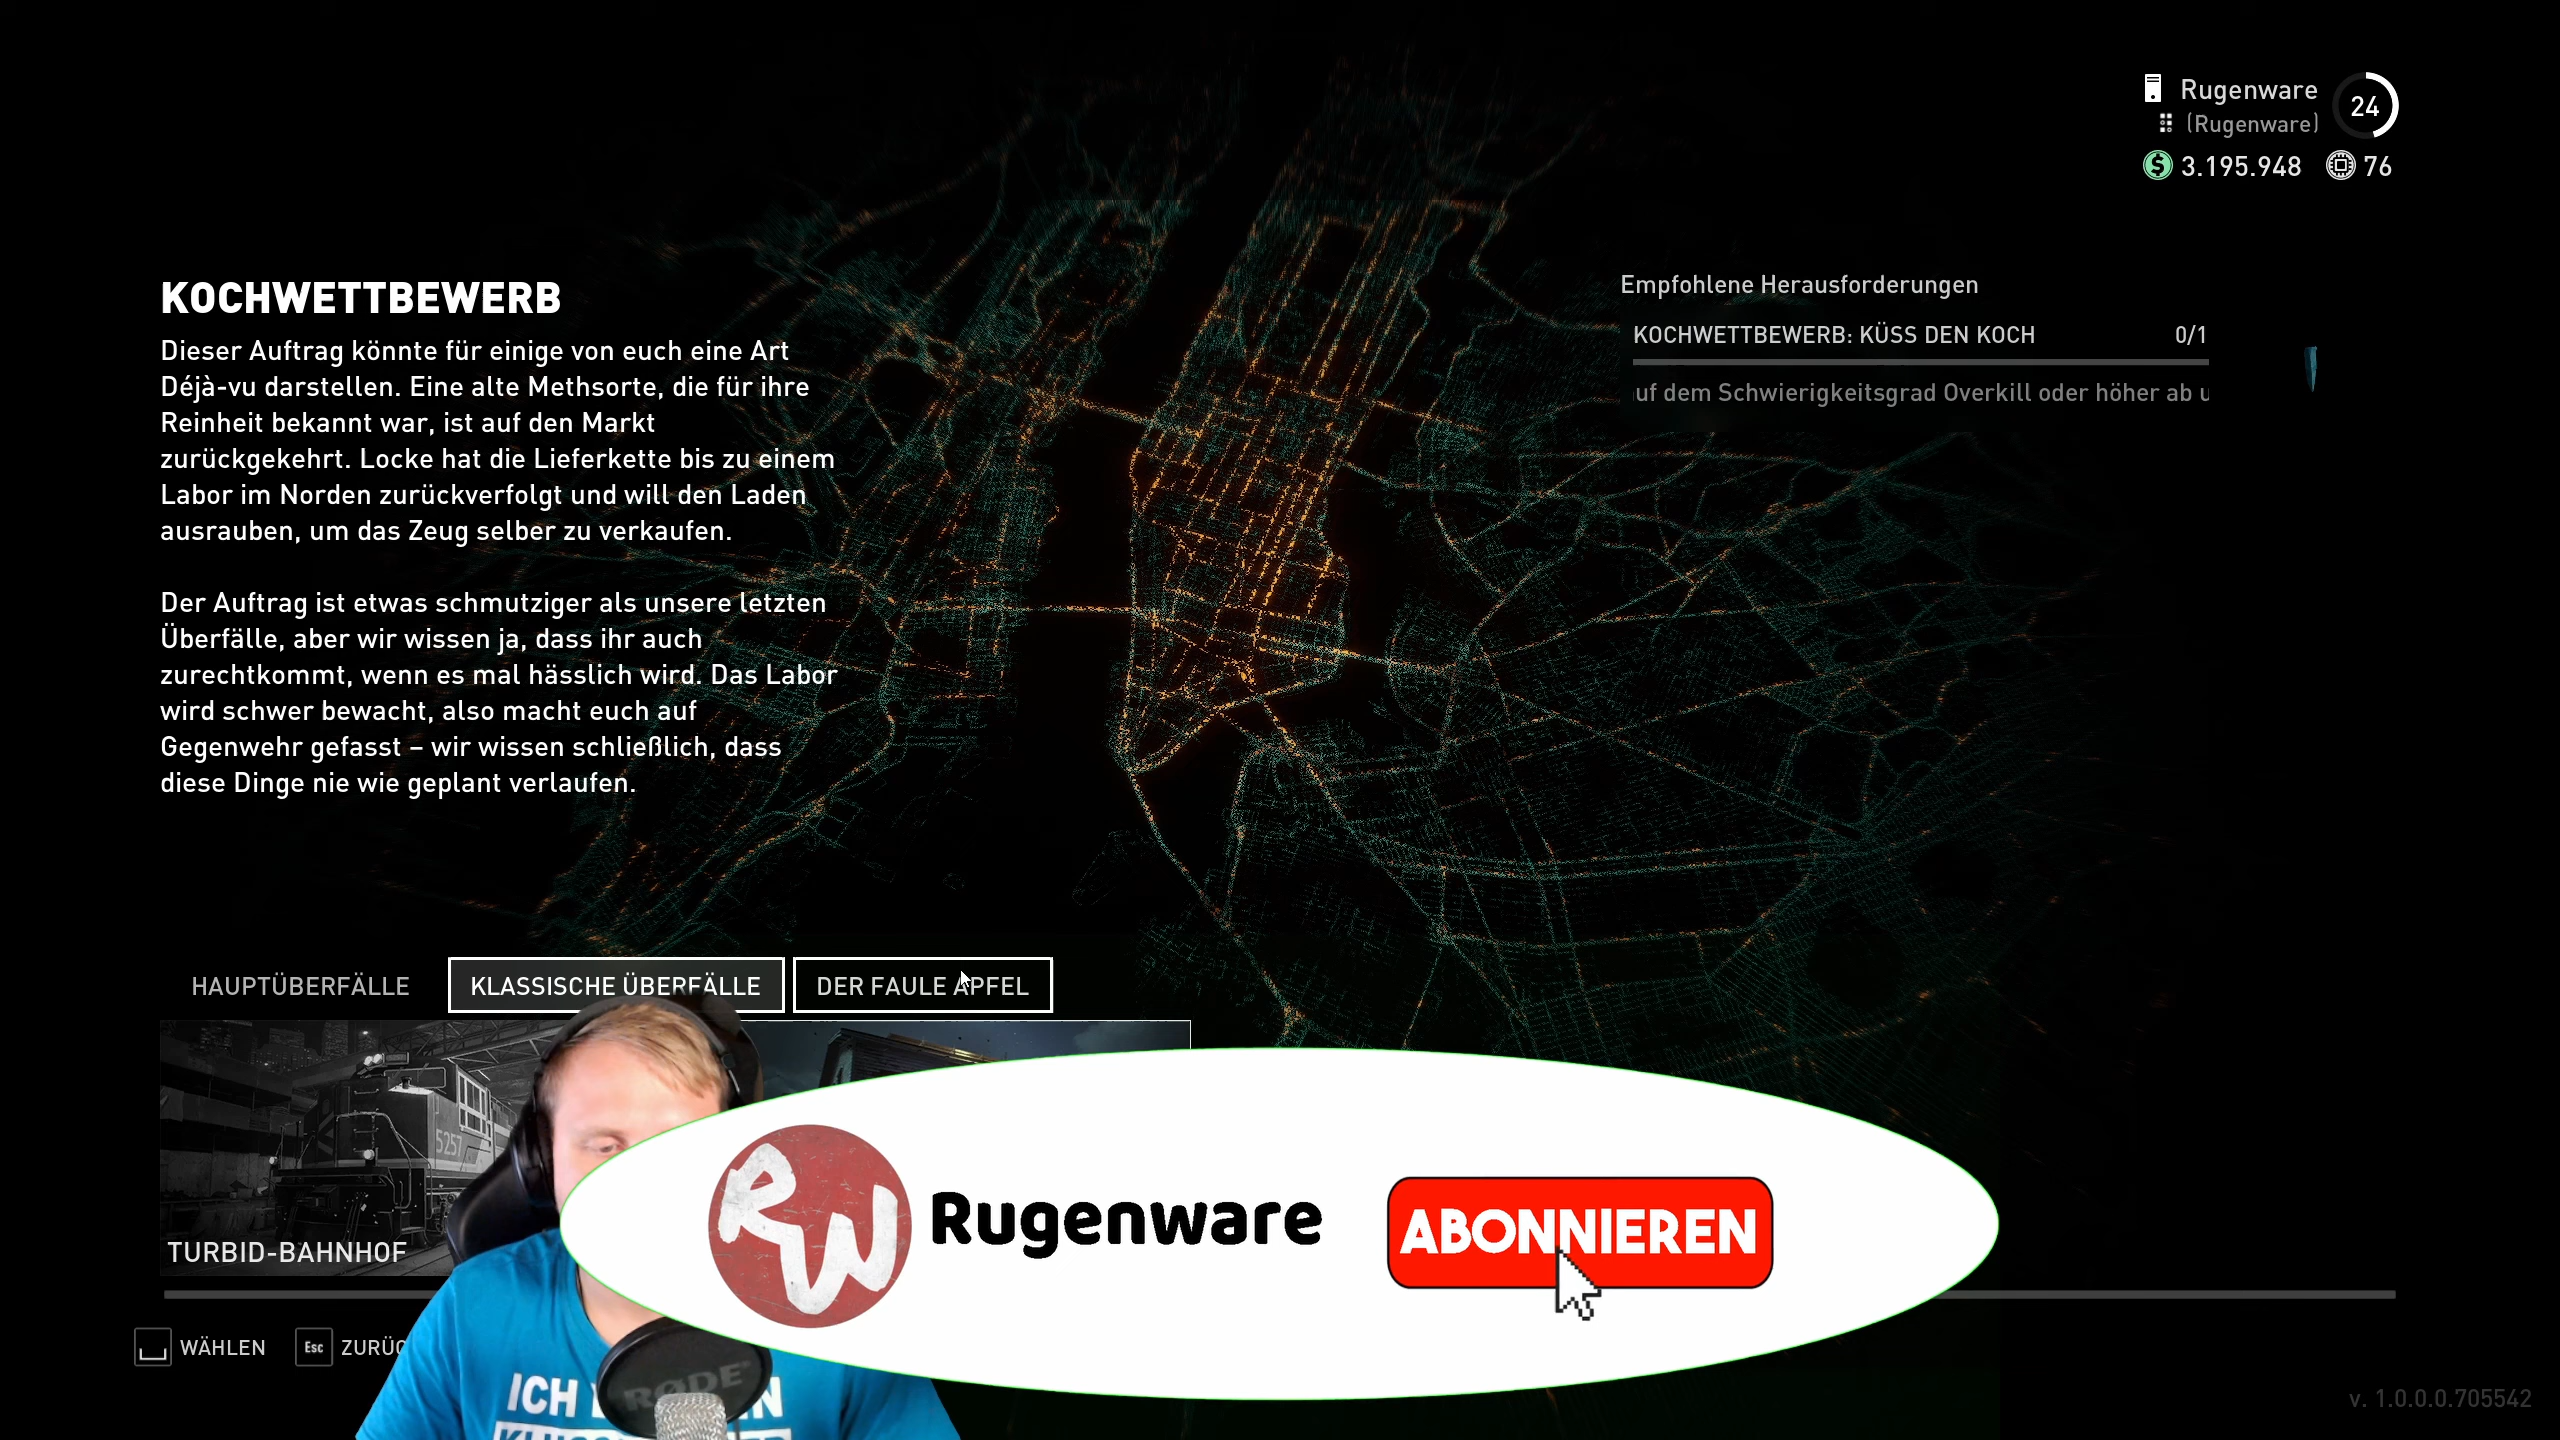 Rugenware
(Rugenware)
24
3.195.948
76
KOCHWETTBEWERB
Dieser Auftrag könnte für einige von euch eine Art
Déjà-vu darstellen. Eine alte Methsorte, die für ihre
Reinheit bekannt war, ist auf den Markt
zurückgekehrt. Locke hat die Lieferkette bis zu einem
Labor im Norden zurückverfolgt und will den Laden
ausrauben, um das Zeug selber zu verkaufen.
Der Auftrag ist etwas schmutziger als unsere letzten
Überfälle, aber wir wissen ja, dass ihr auch
zurechtkommt, wenn es mal hässlich wird. Das Labor
wird schwer bewacht, also macht euch auf
Gegenwehr gefasst – wir wissen schließlich, dass
diese Dinge nie wie geplant verlaufen.
Empfohlene Herausforderungen
KOCHWETTBEWERB: KÜSS DEN KOCH 0/1
uf dem Schwierigkeitsgrad Overkill oder höher ab u
HAUPTÜBERFÄLLE KLASSISCHE ÜBERFÄLLE DER FAULE APFEL
5257
TURBID-BAHNHOF
RW Rugenware ABONNIEREN
Esc
WÄHLEN ZURÜC
RØDE
ICH
v. 1.0.0.0.705542